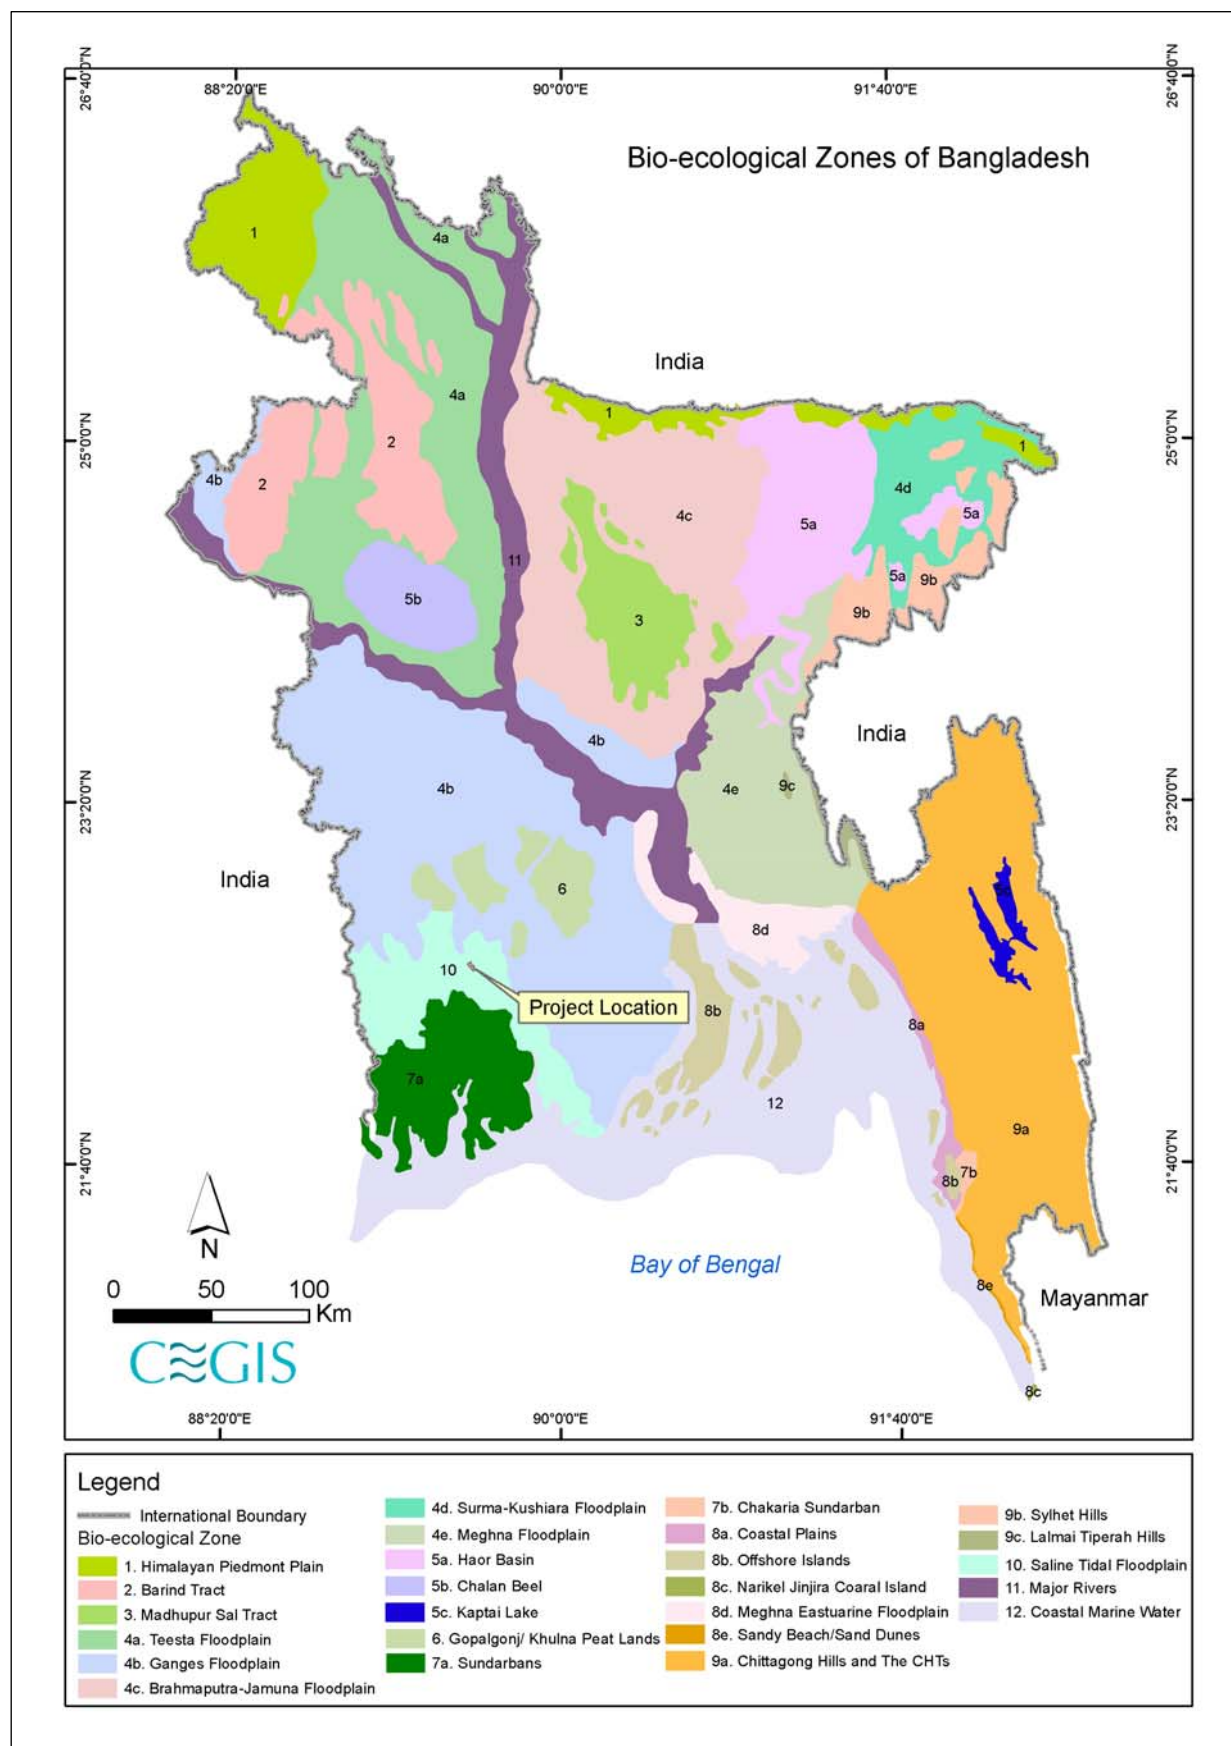 26°40'0"N
88°20'0"E
90°0'0"E
91°40'0"E
26°40'0"N
Bio-ecological Zones of Bangladesh
1
4a
India
4a
1
25°0'0"N
2
1
25°0'0"N
4b
2
4d
4c
5a
5a
11
5a
9b
5b
9b
3
India
4b
23°20'0"N
4b
4e
9c
23°20'0"N
India
6
8d
10
Project Location
8b
8a
7a
12
9a
21°40'0"N
7b
8b
21°40'0"N
N
Bay of Bengal
8e
0 50 100
Km
Mayanmar
CEGIS
8c
88°20'0"E
90°0'0"E
91°40'0"E
Legend
International Boundary
Bio-ecological Zone
1. Himalayan Piedmont Plain
2. Barind Tract
3. Madhupur Sal Tract
4a. Teesta Floodplain
4b. Ganges Floodplain
4c. Brahmaputra-Jamuna Floodplain
4d. Surma-Kushiara Floodplain
4e. Meghna Floodplain
5a. Haor Basin
5b. Chalan Beel
5c. Kaptai Lake
6. Gopalgonj/ Khulna Peat Lands
7a. Sundarbans
7b. Chakaria Sundarban
8a. Coastal Plains
8b. Offshore Islands
8c. Narikel Jinjira Coaral Island
8d. Meghna Eastuarine Floodplain
8e. Sandy Beach/Sand Dunes
9a. Chittagong Hills and The CHTs
9b. Sylhet Hills
9c. Lalmai Tiperah Hills
10. Saline Tidal Floodplain
11. Major Rivers
12. Coastal Marine Water